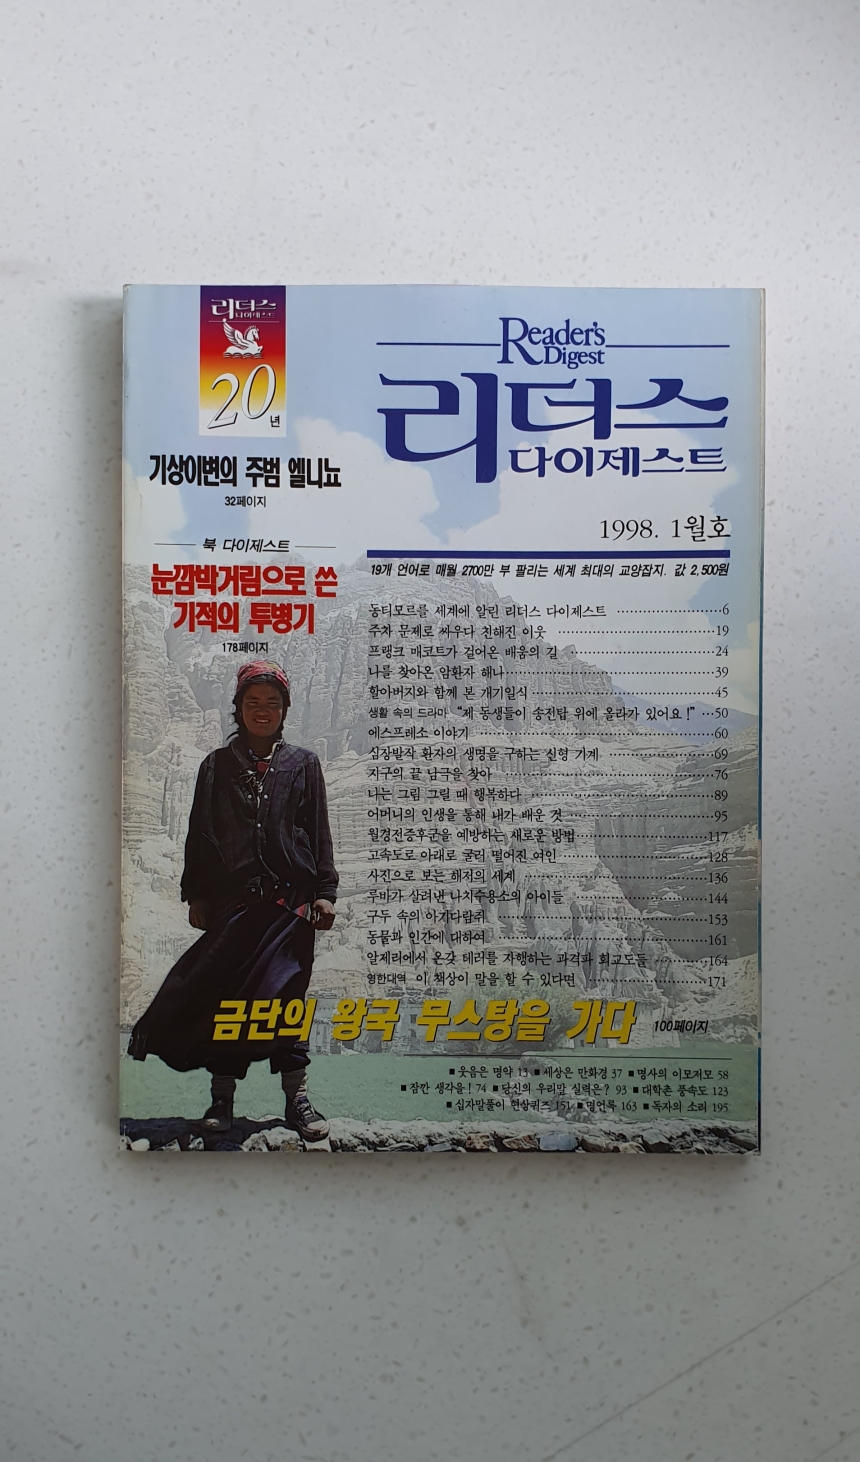 리더스
다이제스트
20년
기상이변의 주범 엘니뇨
32페이지
북 다이제스트
눈깜박거림으로 쓴
기적의 투병기
178페이지
Reader's
Digest
리더스
다이제스트
1998. 1월호
19개 언어로 매월 2700만 부 팔리는 세계 최대의 교양잡지. 값 2,500원
동티모르를 세계에 알린 리더스 다이제스트 ························6
주차 문제로 싸우다 친해진 이웃 ························19
프랭크 매코트가 걸어온 배움의 길 ························24
나를 찾아온 암환자 해나························39
할아버지와 함께 본 개기일식 ························45
생활 속의 드라마 “제 동생들이 송전탑 위에 올라가 있어요!” ···50
에스프레소 이야기 ························60
심장발작 환자의 생명을 구하는 신형 기계 ························69
지구의 끝 남극을 찾아 ························76
나는 그림 그릴 때 행복하다 ························89
어머니의 인생을 통해 내가 배운 것 ························95
월경전증후군을 예방하는 새로운 방법························117
고속도로 아래로 굴러 떨어진 여인 ························128
사진으로 보는 해저의 세계 ························136
루바가 살려낸 나치수용소의 아이들 ························144
구두 속의 아기다람쥐 ························153
동물과 인간에 대하여 ························161
알제리에서 온갖 테러를 자행하는 과격파 회교도들 ············164
영한대역 이 책상이 말을 할 수 있다면 ························171
금단의 왕국 무스탕을 가다 100페이지
■웃음은 명약 13 ■세상은 만화경 37 ■명사의 이모저모 58
■잠깐 생각을! 74 ■당신의 우리말 실력은? 93 ■대학촌 풍속도 123
■십자말풀이 현상퀴즈 151 ■명언록 163 ■독자의 소리 195